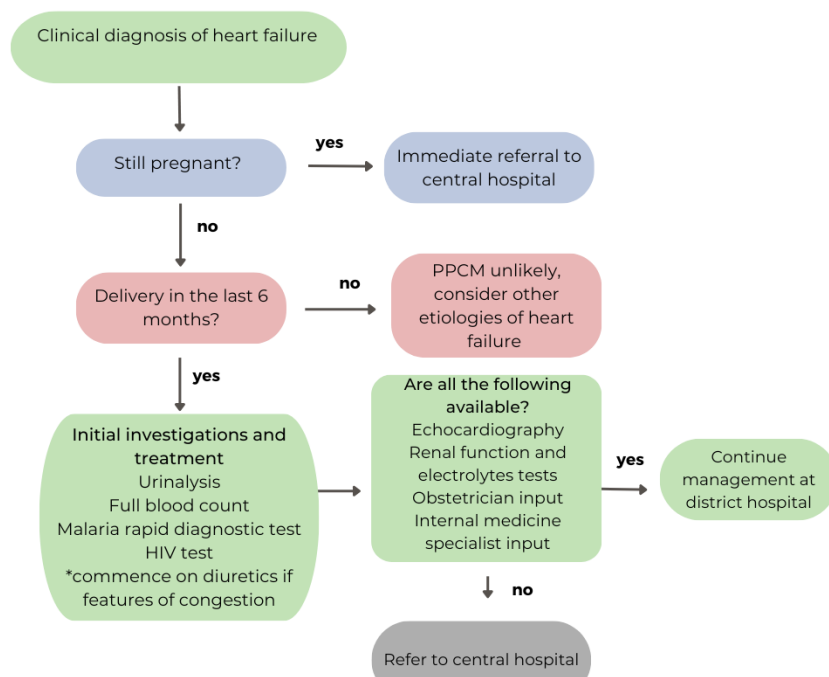 Clinical diagnosis of heart failure
Still pregnant?
yes
Immediate referral to
central hospital
no
Delivery in the last 6
months?
no
PPCM unlikely,
consider other
etiologies of heart
failure
yes
Initial investigations and
treatment
Urinalysis
Full blood count
Malaria rapid diagnostic test
HIV test
*commence on diuretics if
features of congestion
Are all the following
available?
Echocardiography
Renal function and
electrolytes tests
Obstetrician input
Internal medicine
specialist input
yes
Continue
management at
district hospital
no
Refer to central hospital